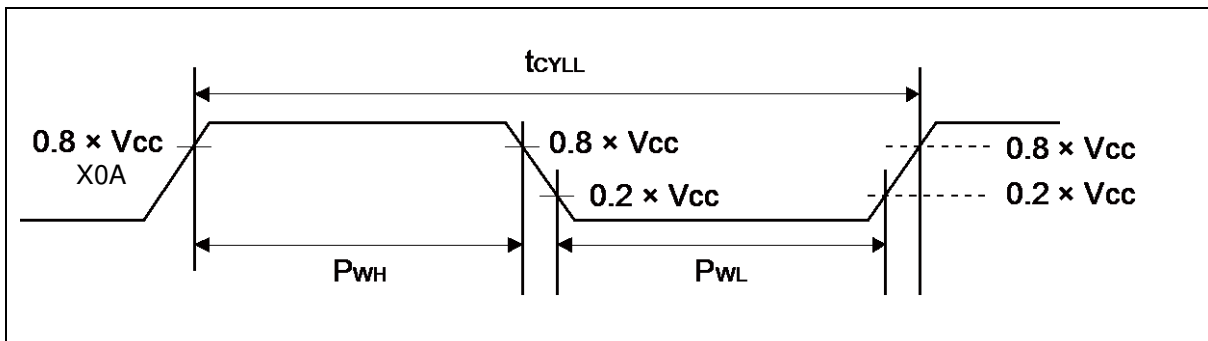 tCYLL
0.8 × Vcc
0.8 × Vcc
0.8 × Vcc
X0A
0.2 × Vcc
0.2 × Vcc
PWH
PWL